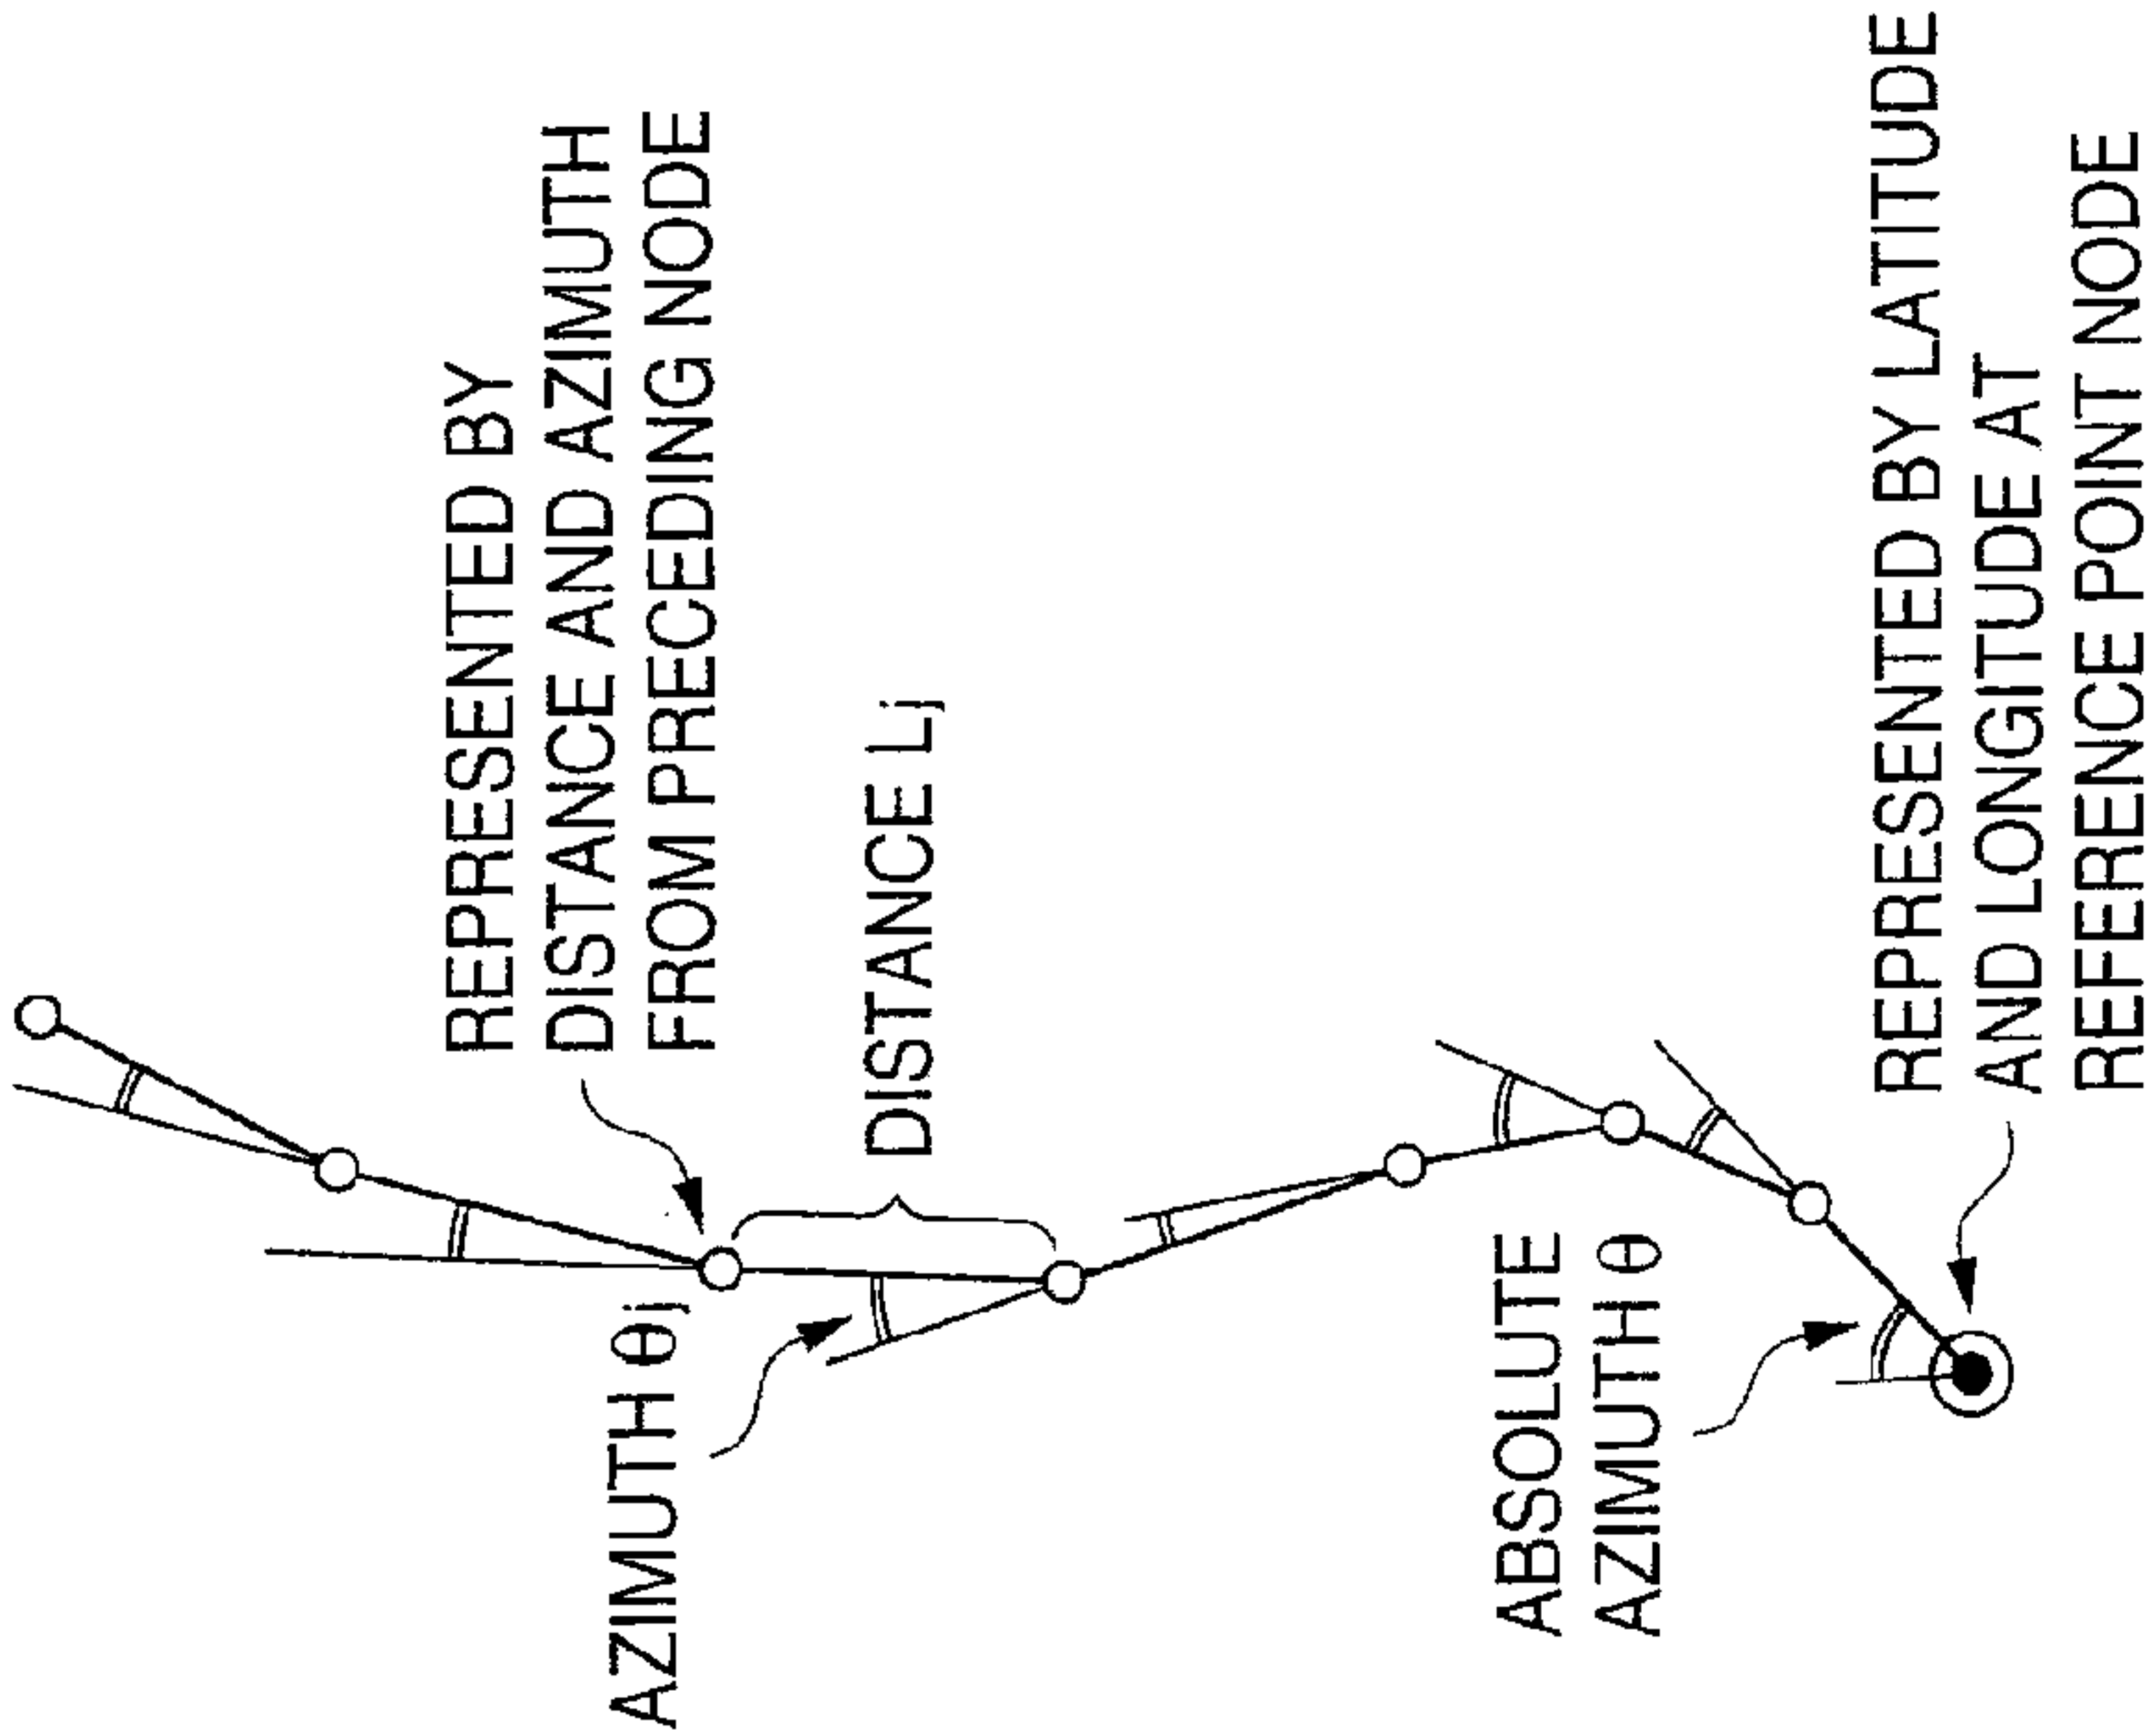 REPRESENTED BY
DISTANCE AND AZIMUTH
FROM PRECEDING NODE
AZIMUTH θj
DISTANCE Lj
ABSOLUTE
AZIMUTH θ
REPRESENTED BY LATITUDE
AND LONGITUDE AT
REFERENCE POINT NODE